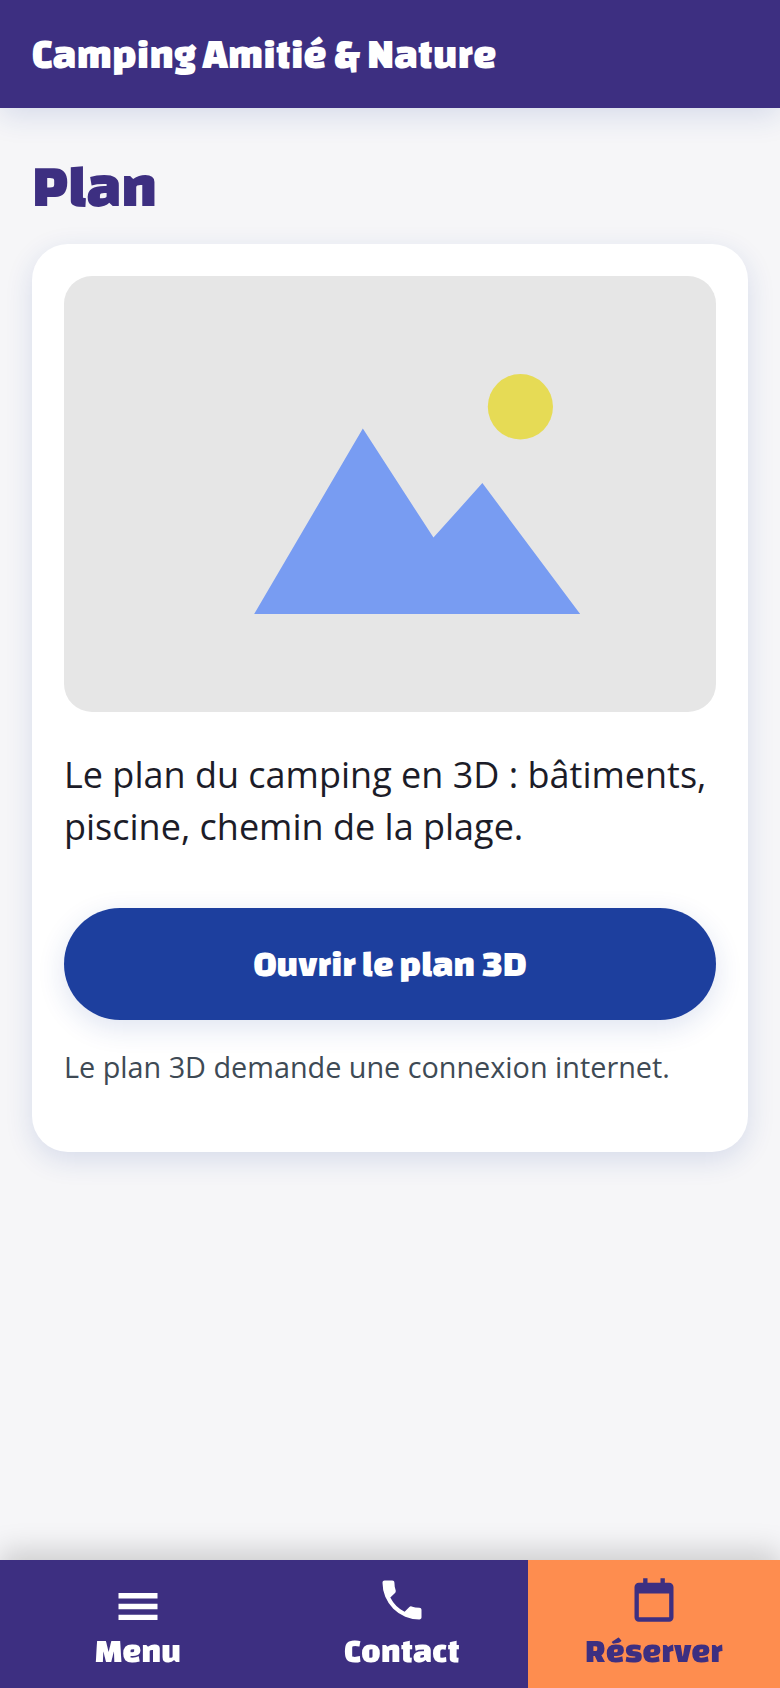 Camping Amitié & Nature
Plan
Le plan du camping en 3D : bâtiments,
piscine, chemin de la plage.
Ouvrir le plan 3D
Le plan 3D demande une connexion internet.
Menu
Contact
Réserver